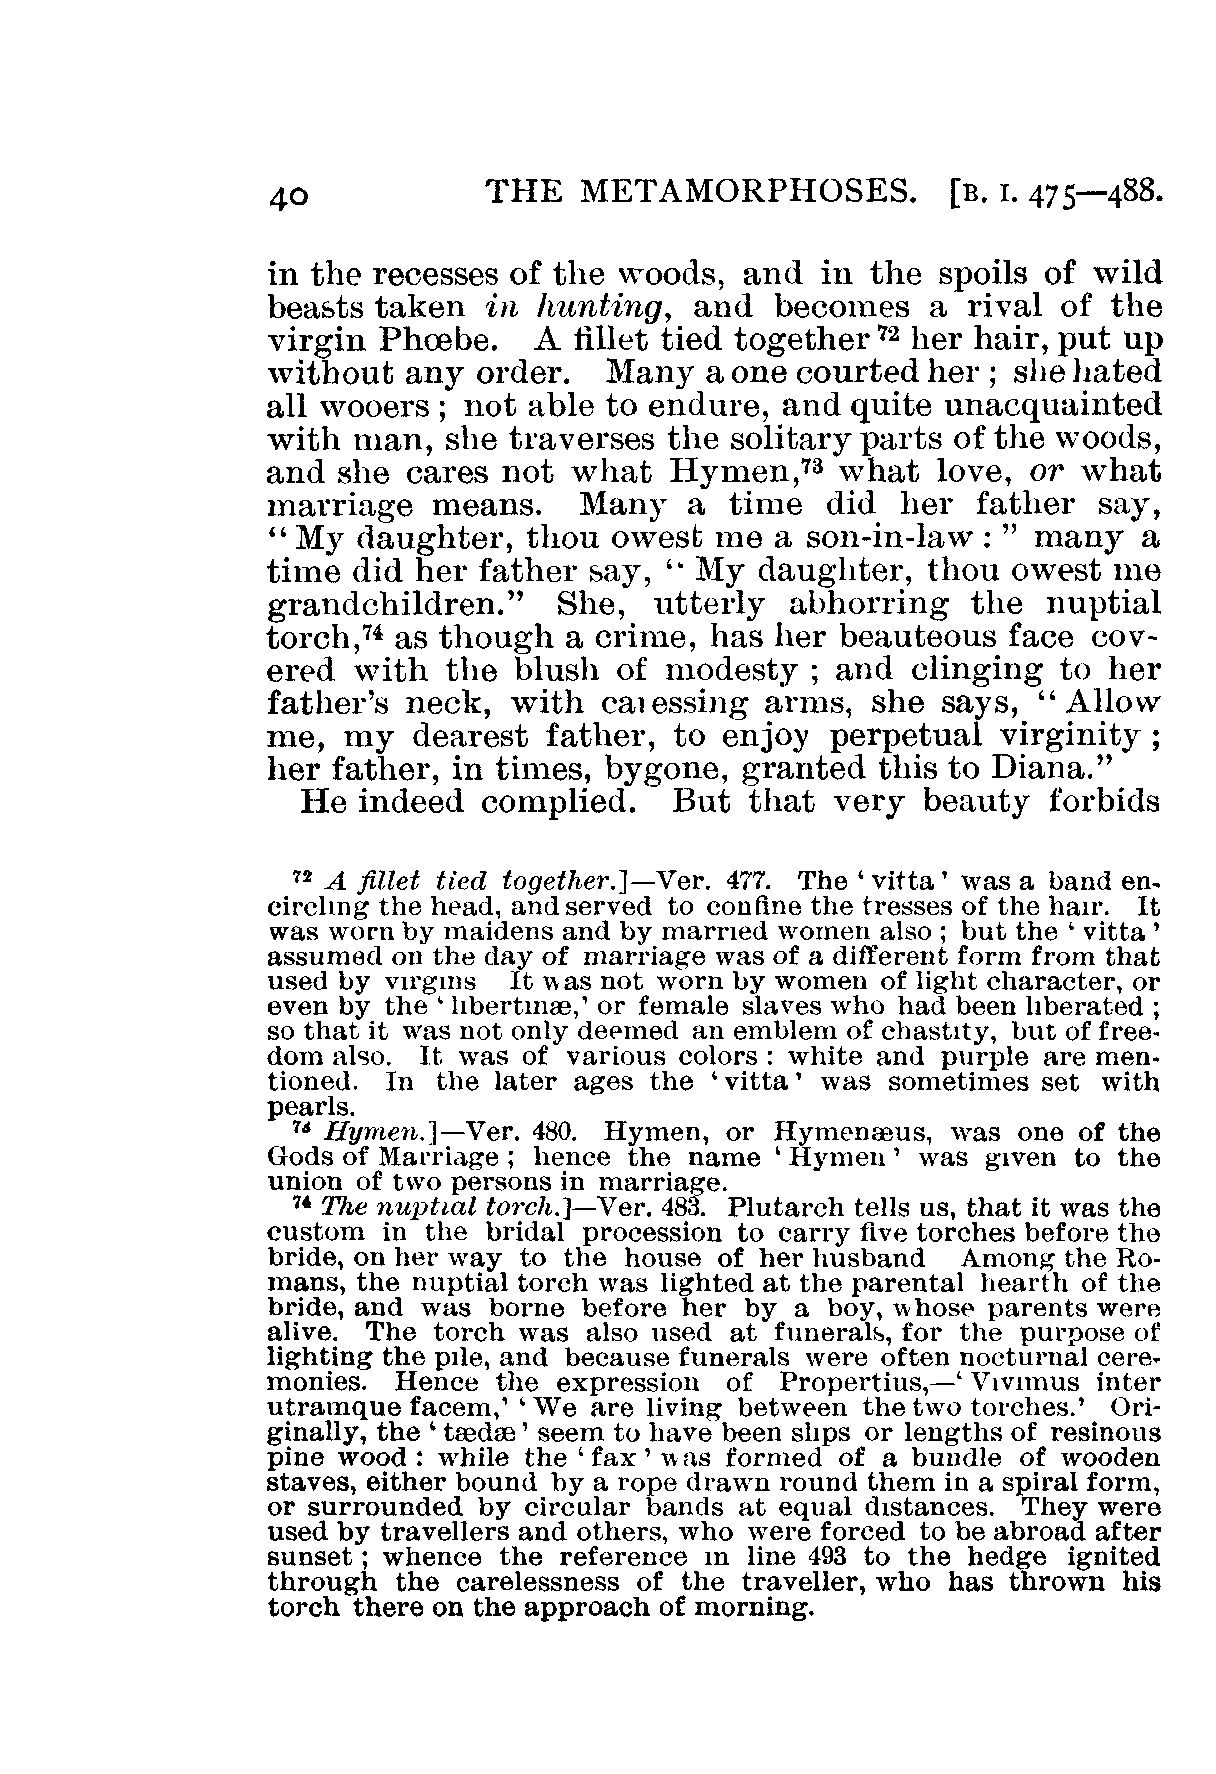 40 THE METAMORPHOSES. [B. I. 475—488.
in the recesses of the woods, and in the spoils of wild
beasts taken in hunting, and becomes a rival of the
virgin Phœbe. A fillet tied together 72 her hair, put up
without any order. Many a one courted her ; she hated
all wooers ; not able to endure, and quite unacquainted
with man, she traverses the solitary parts of the woods,
and she cares not what Hymen,73 what love, or what
marriage means. Many a time did her father say,
“ My daughter, thou owest me a son-in-law : ” many a
time did her father say, “ My daughter, thou owest me
grandchildren.” She, utterly abhorring the nuptial
torch,74 as though a crime, has her beauteous face cov-
ered with the blush of modesty ; and clinging to her
father's neck, with caressing arms, she says, “ Allow
me, my dearest father, to enjoy perpetual virginity ;
her father, in times, bygone, granted this to Diana.”
He indeed complied. But that very beauty forbids
72 A fillet tied together.]—Ver. 477. The ‘ vitta ’ was a band en-
circling the head, and served to confine the tresses of the hair. It
was worn by maidens and by married women also ; but the ‘ vitta ’
assumed on the day of marriage was of a different form from that
used by virgins It was not worn by women of light character, or
even by the ‘ libertinæ,’ or female slaves who had been liberated ;
so that it was not only deemed an emblem of chastity, but of free-
dom also. It was of various colors : white and purple are men-
tioned. In the later ages the ‘ vitta ’ was sometimes set with
pearls.
73 Hymen.]—Ver. 480. Hymen, or Hymenæus, was one of the
Gods of Marriage ; hence the name ‘ Hymen ’ was given to the
union of two persons in marriage.
74 The nuptial torch.]—Ver. 483. Plutarch tells us, that it was the
custom in the bridal procession to carry five torches before the
bride, on her way to the house of her husband Among the Ro-
mans, the nuptial torch was lighted at the parental hearth of the
bride, and was borne before her by a boy, whose parents were
alive. The torch was also used at funerals, for the purpose of
lighting the pile, and because funerals were often nocturnal cere-
monies. Hence the expression of Propertius,—‘ Vivimus inter
utramque facem,’ ‘ We are living between the two torches.’ Ori-
ginally, the ‘ tædæ ’ seem to have been slips or lengths of resinous
pine wood : while the ‘ fax ’ was formed of a bundle of wooden
staves, either bound by a rope drawn round them in a spiral form,
or surrounded by circular bands at equal distances. They were
used by travellers and others, who were forced to be abroad after
sunset ; whence the reference in line 493 to the hedge ignited
through the carelessness of the traveller, who has thrown his
torch there on the approach of morning.